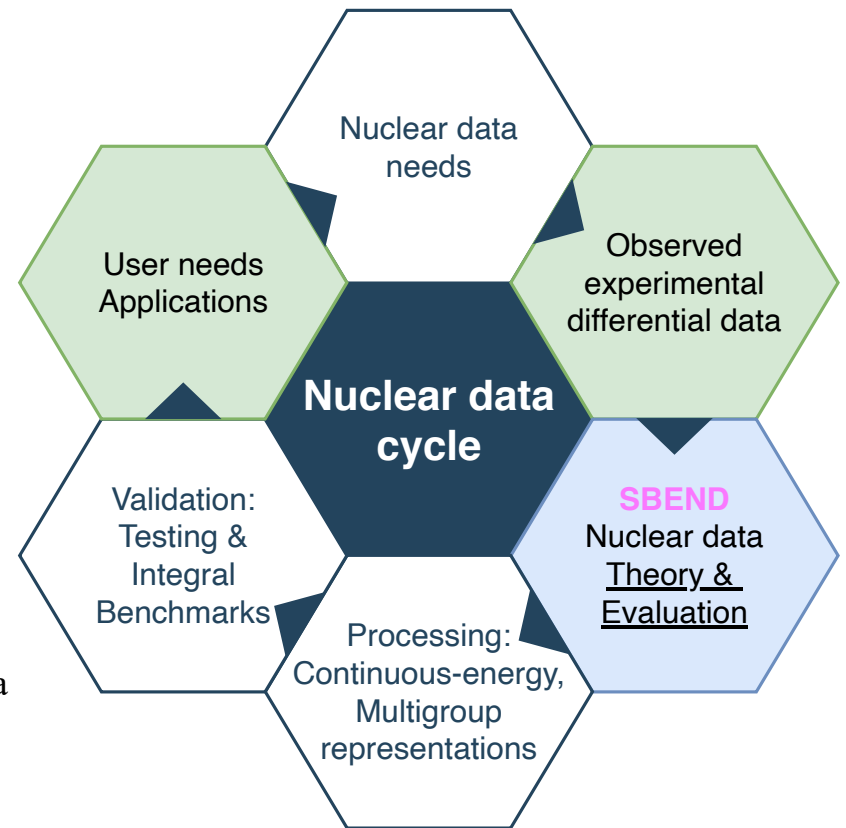 Nuclear data
needs
User needs
Applications
Observed
experimental
differential data
Nuclear data
cycle
Validation:
Testing &
Integral
Benchmarks
SBEND
Nuclear data
Theory &
Evaluation
Processing:
Continuous-energy,
Multigroup
representations
a